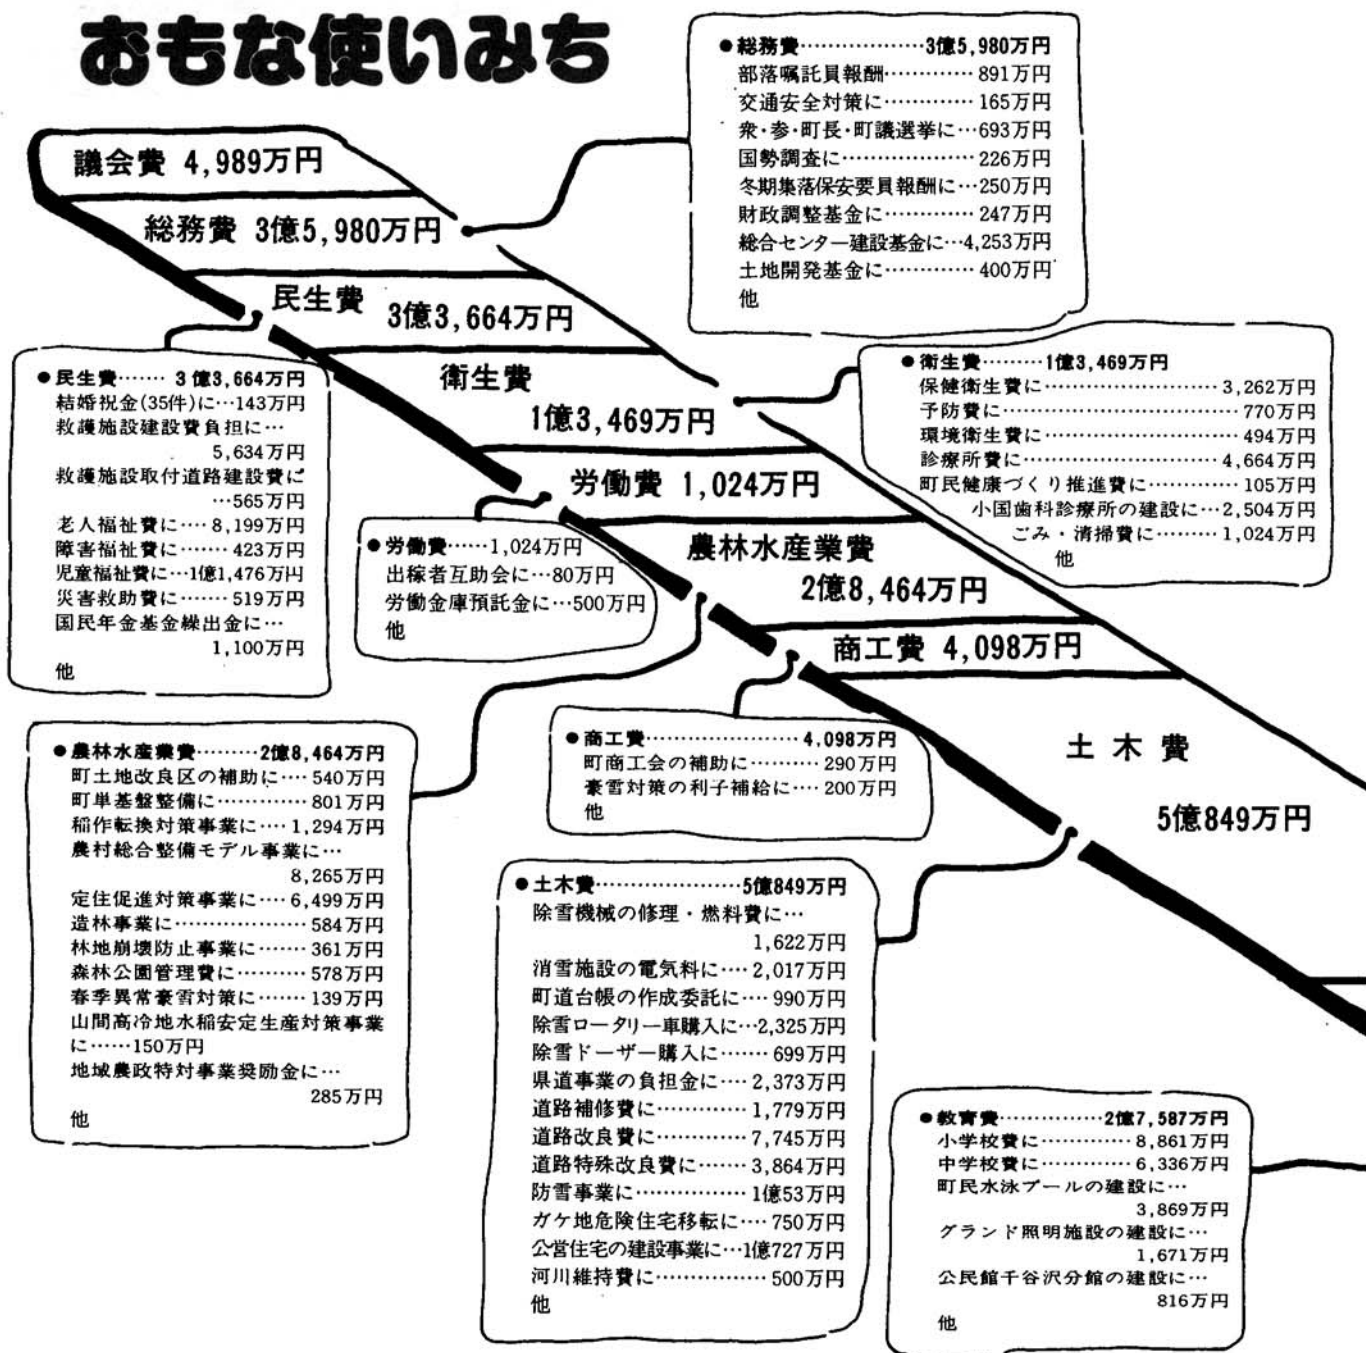 おもな使いみち
議会費 4,989万円
総務費 3億5,980万円
民生費 3億3,664万円
衛生費
1億3,469万円
労働費 1,024万円
農林水産業費
2億8,464万円
商工費 4,098万円
土木費
5億849万円
●総務費………………3億5,980万円
部落嘱託員報酬…………891万円
交通安全対策に…………165万円
衆・参・町長・町議選挙に…693万円
国勢調査に………………226万円
冬期集落保安要員報酬に…250万円
財政調整基金に…………247万円
総合センター建設基金に…4,253万円
土地開発基金に…………400万円
他
●民生費……3億3,664万円
結婚祝金(35件)に…143万円
救護施設建設費負担に…
5,634万円
救護施設取付道路建設費に
…565万円
老人福祉費に…8,199万円
障害福祉費に……423万円
児童福祉費に…1億1,476万円
災害救助費に……519万円
国民年金基金繰出金に…
1,100万円
他
●衛生費………1億3,469万円
保健衛生費に…………………3,262万円
予防費に………………………770万円
環境衛生費に…………………494万円
診療所費に……………………4,664万円
町民健康づくり推進費に………105万円
小国歯科診療所の建設に…2,504万円
ごみ・清掃費に………1,024万円
他
●労働費……1,024万円
出稼者互助会に…80万円
労働金庫預託金に…500万円
他
●農林水産業費………2億8,464万円
町土地改良区の補助に…540万円
町単基盤整備に…………801万円
稲作転換対策事業に…1,294万円
農村総合整備モデル事業に…
8,265万円
定住促進対策事業に…6,499万円
造林事業に………………584万円
林地崩壊防止事業に……361万円
森林公園管理費に………578万円
春季異常豪雪対策に……139万円
山間高冷地水稲安定生産対策事業
に……150万円
地域農政特対事業奨励金に…
285万円
他
●商工費…………………4,098万円
町商工会の補助に………290万円
豪雪対策の利子補給に…200万円
他
●土木費…………………5億849万円
除雪機械の修理・燃料費に…
1,622万円
消雪施設の電気料に…2,017万円
町道台帳の作成委託に…990万円
除雪ロータリー車購入に…2,325万円
除雪ドーザー購入に……699万円
県道事業の負担金に…2,373万円
道路補修費に…………1,779万円
道路改良費に…………7,745万円
道路特殊改良費に……3,864万円
防雪事業に……………1億53万円
ガケ地危険住宅移転に…750万円
公営住宅の建設事業に…1億727万円
河川維持費に……………500万円
他
●教育費……………2億7,587万円
小学校費に…………8,861万円
中学校費に…………6,336万円
町民水泳プールの建設に…
3,869万円
グランド照明施設の建設に…
1,671万円
公民館千谷沢分館の建設に…
816万円
他